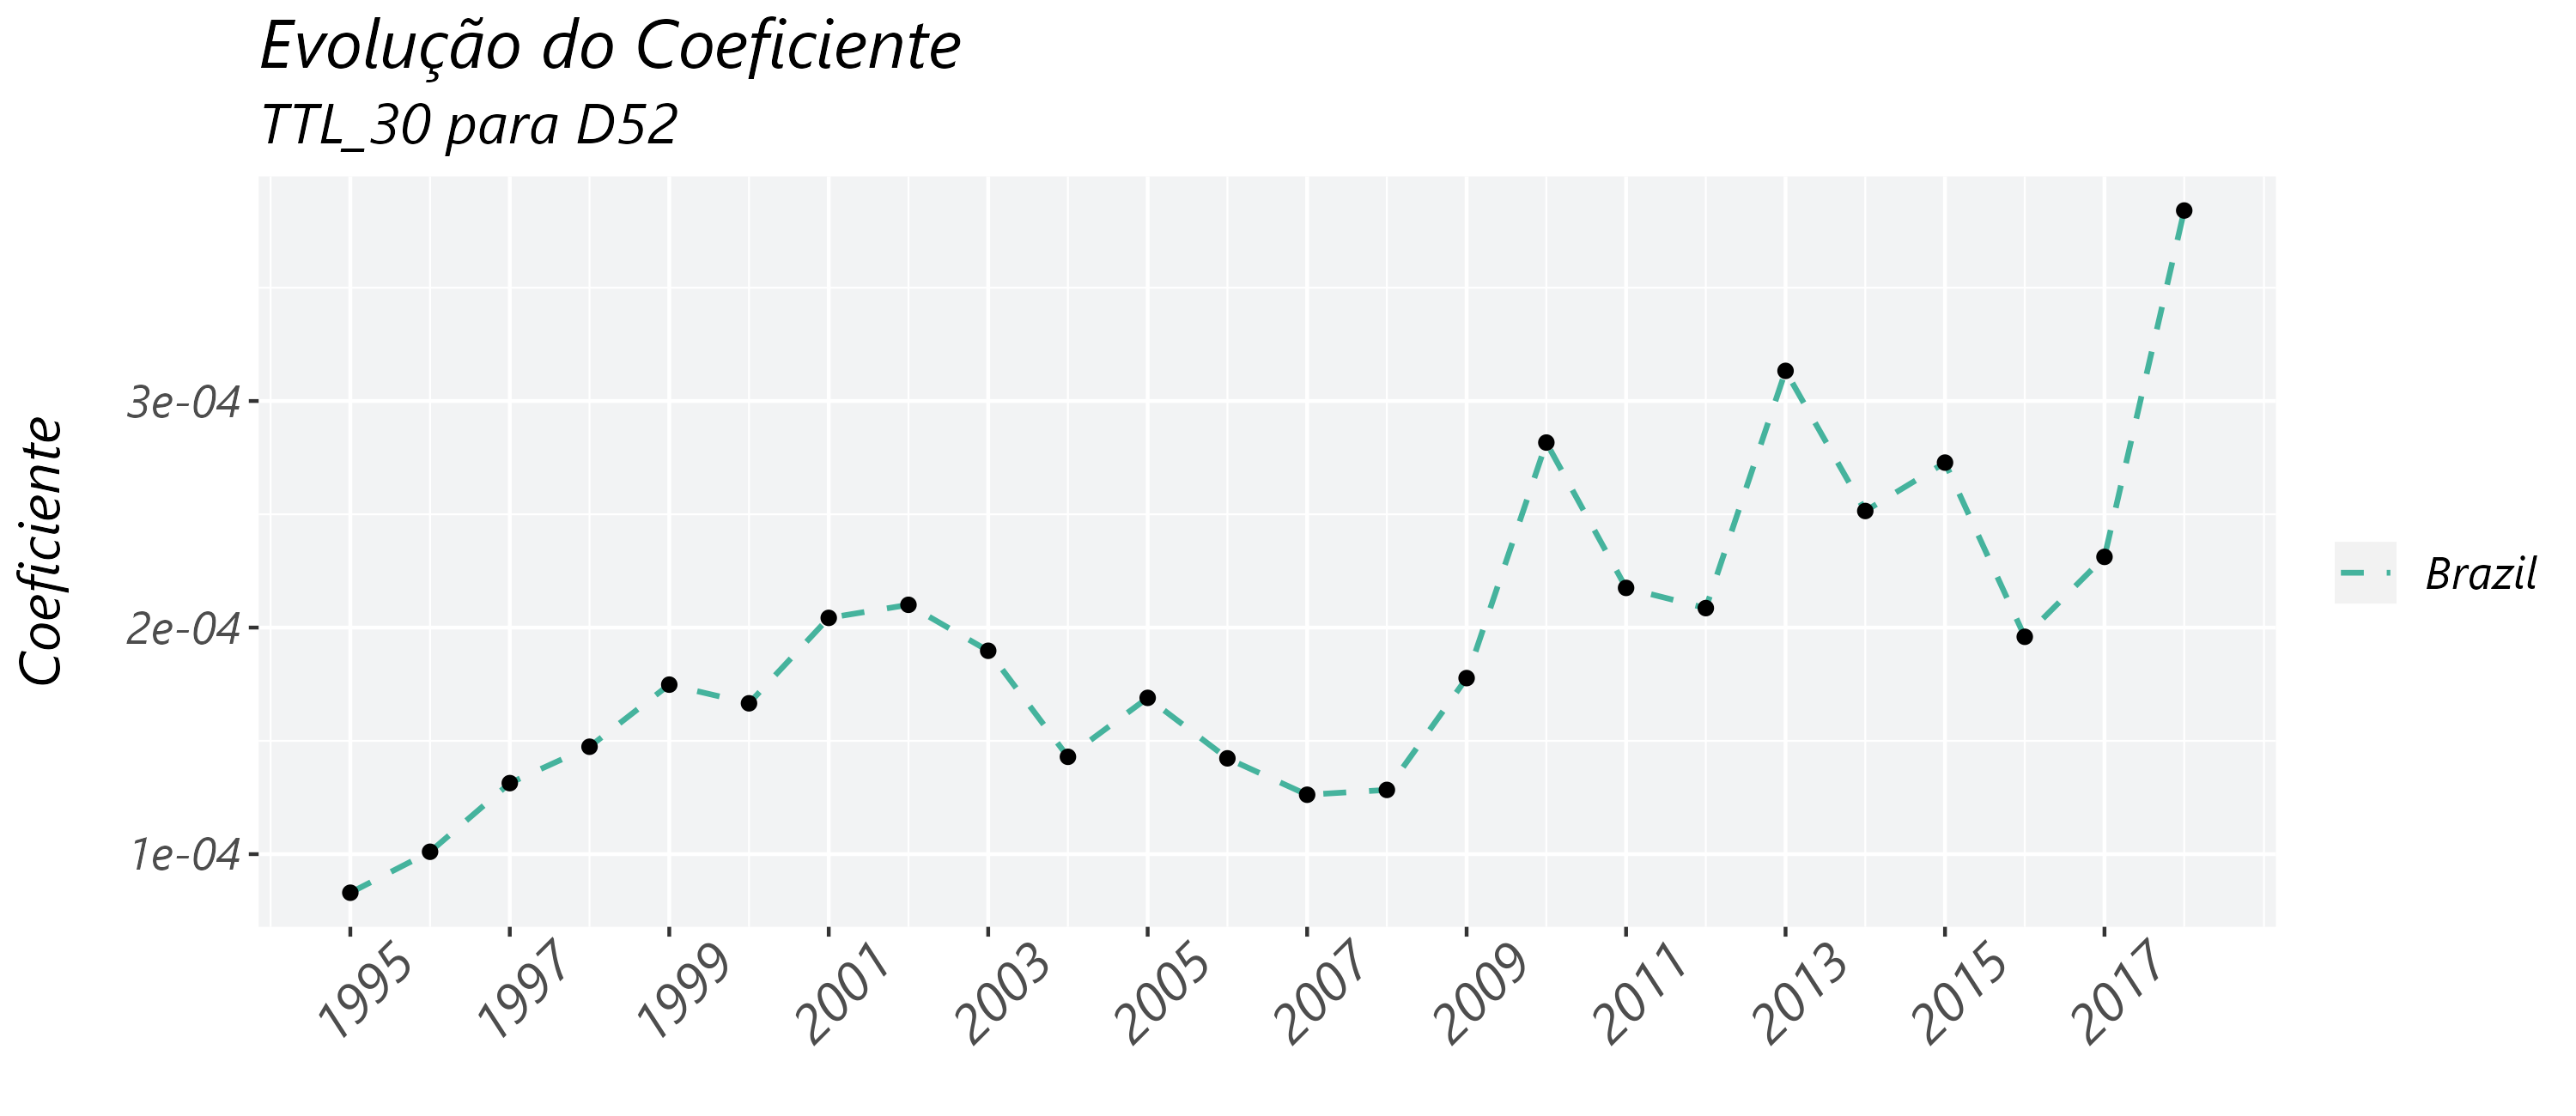 Evolução do Coeficiente
TTL_30 para D52
Coeficiente
3e-04
2e-04
1e-04
1995
1997
1999
2001
2003
2005
2007
2009
2011
2013
2015
2017
Brazil